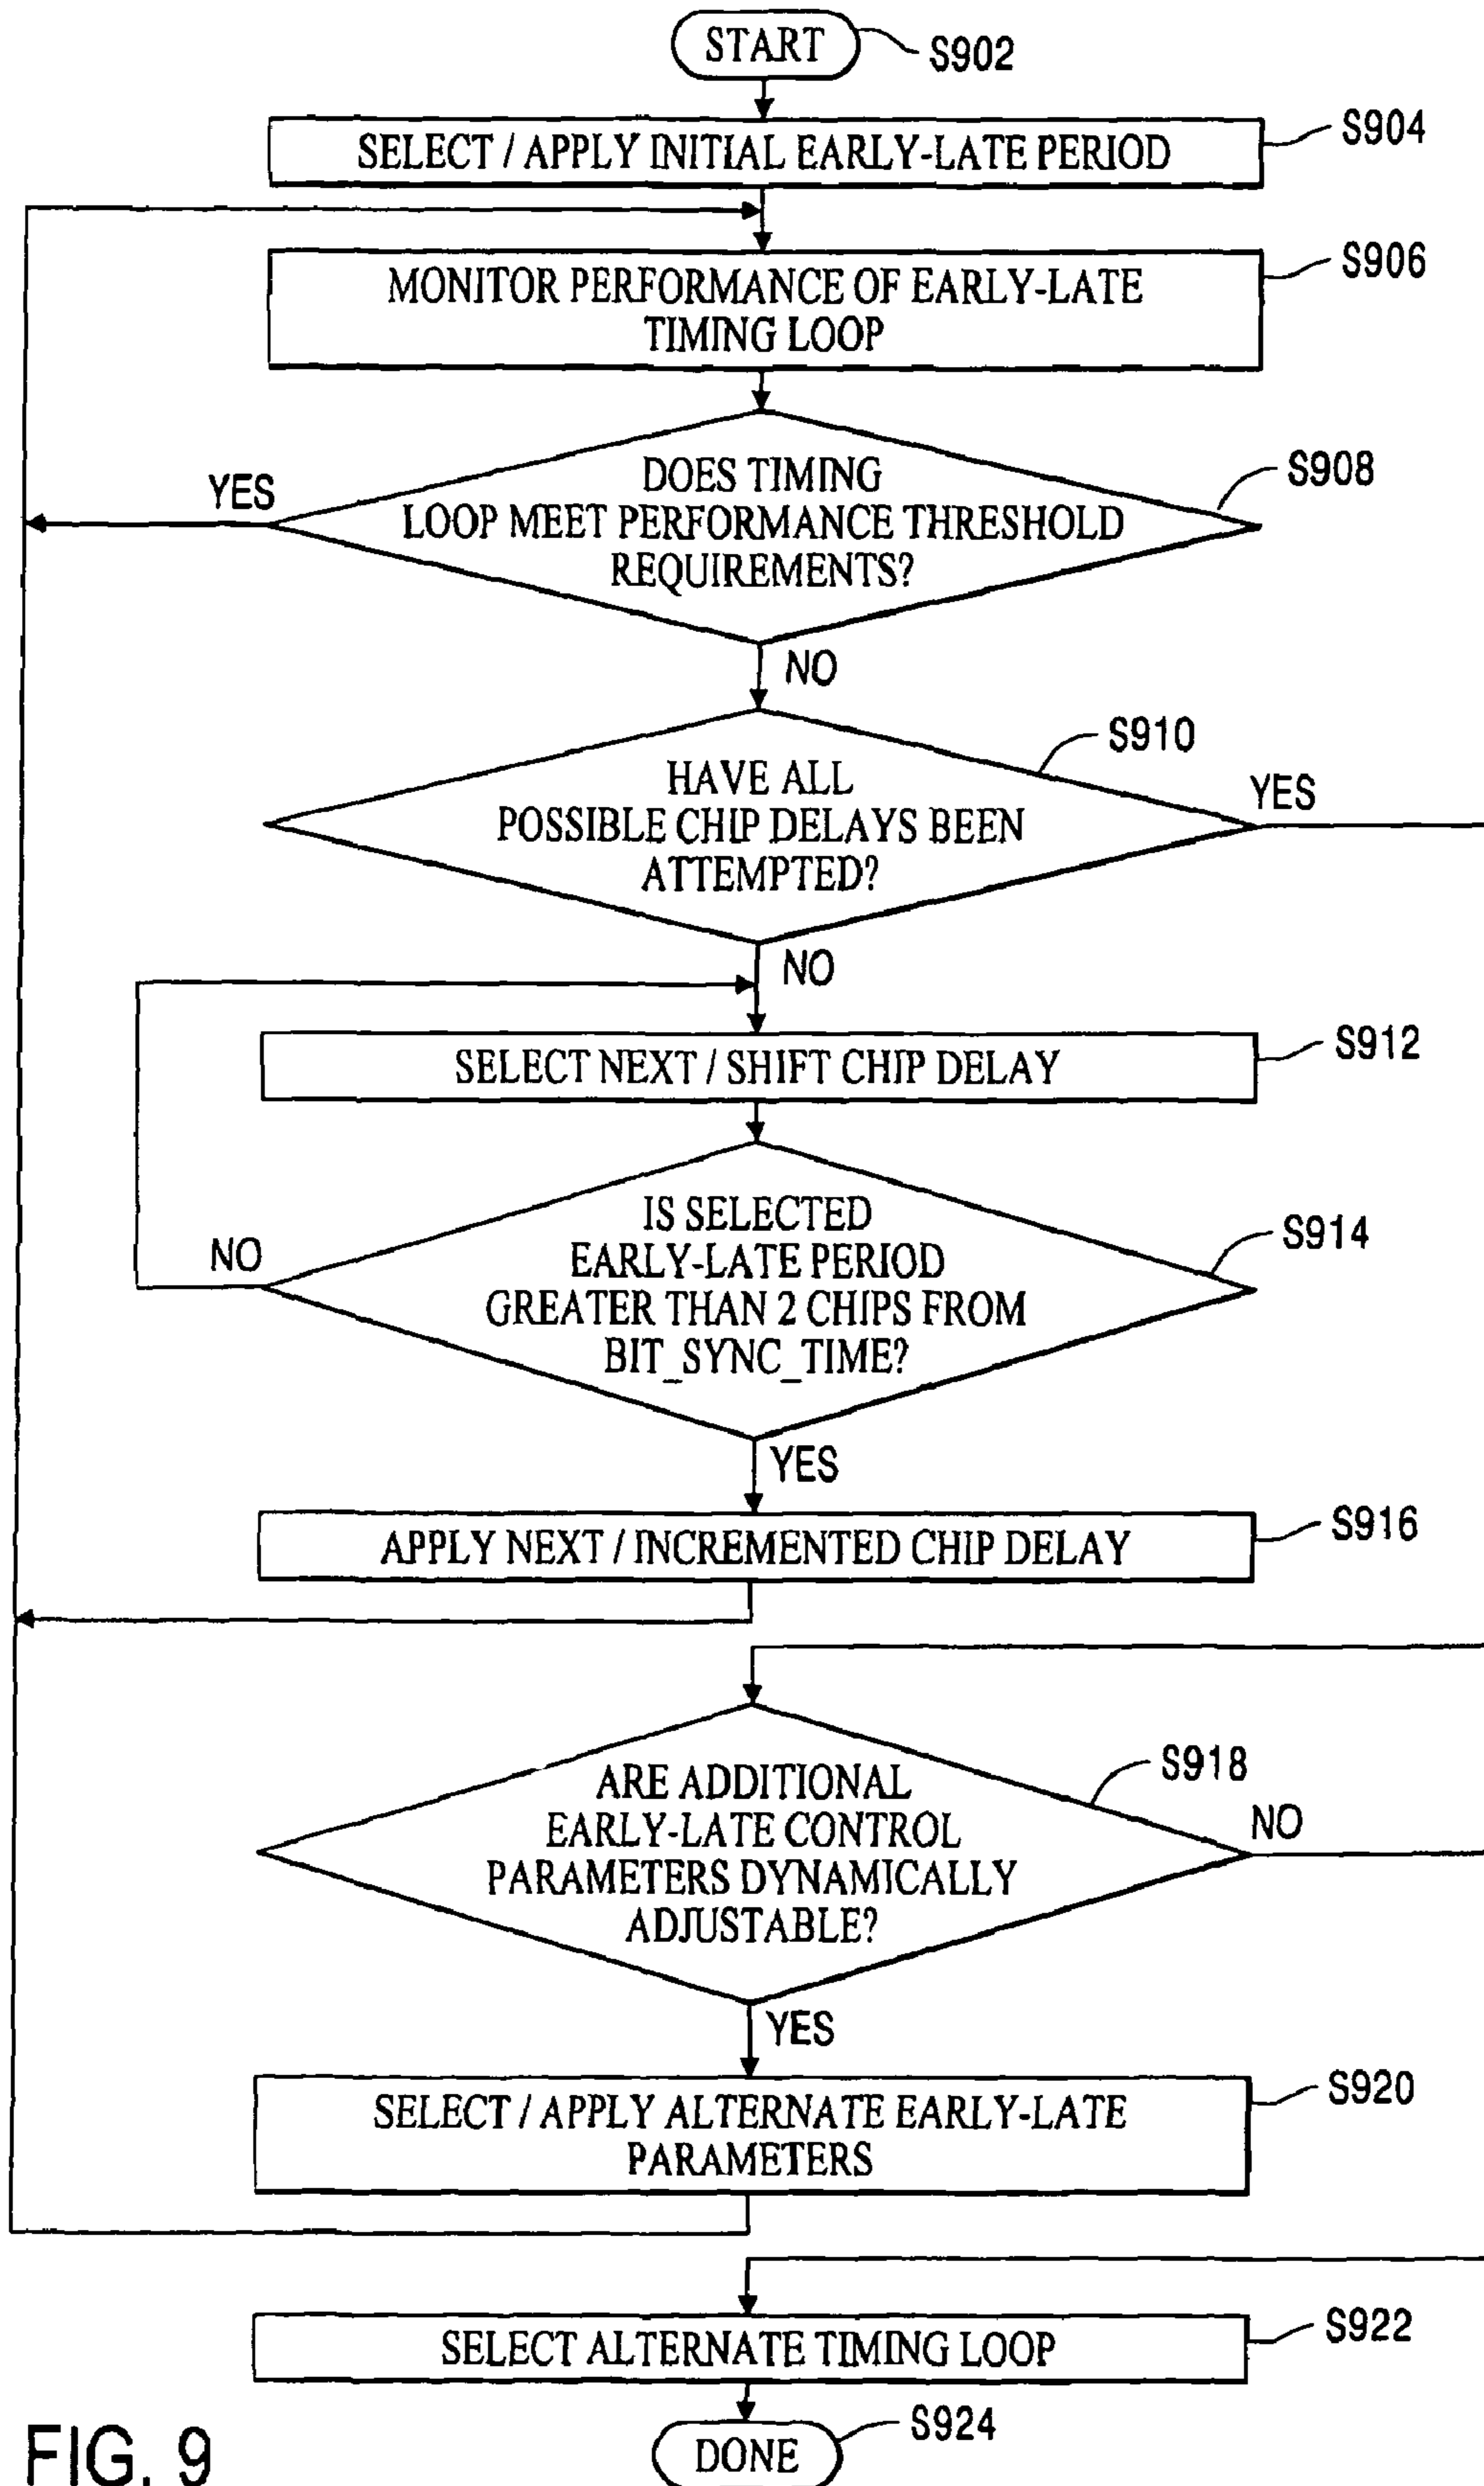 START
S902
SELECT / APPLY INITIAL EARLY-LATE PERIOD
S904
MONITOR PERFORMANCE OF EARLY-LATE
TIMING LOOP
S906
DOES TIMING
LOOP MEET PERFORMANCE THRESHOLD
REQUIREMENTS?
S908
YES
NO
HAVE ALL
POSSIBLE CHIP DELAYS BEEN
ATTEMPTED?
S910
YES
NO
SELECT NEXT / SHIFT CHIP DELAY
S912
IS SELECTED
EARLY-LATE PERIOD
GREATER THAN 2 CHIPS FROM
BIT_SYNC_TIME?
S914
NO
YES
APPLY NEXT / INCREMENTED CHIP DELAY
S916
ARE ADDITIONAL
EARLY-LATE CONTROL
PARAMETERS DYNAMICALLY
ADJUSTABLE?
S918
NO
YES
SELECT / APPLY ALTERNATE EARLY-LATE
PARAMETERS
S920
SELECT ALTERNATE TIMING LOOP
S922
DONE
S924
FIG. 9